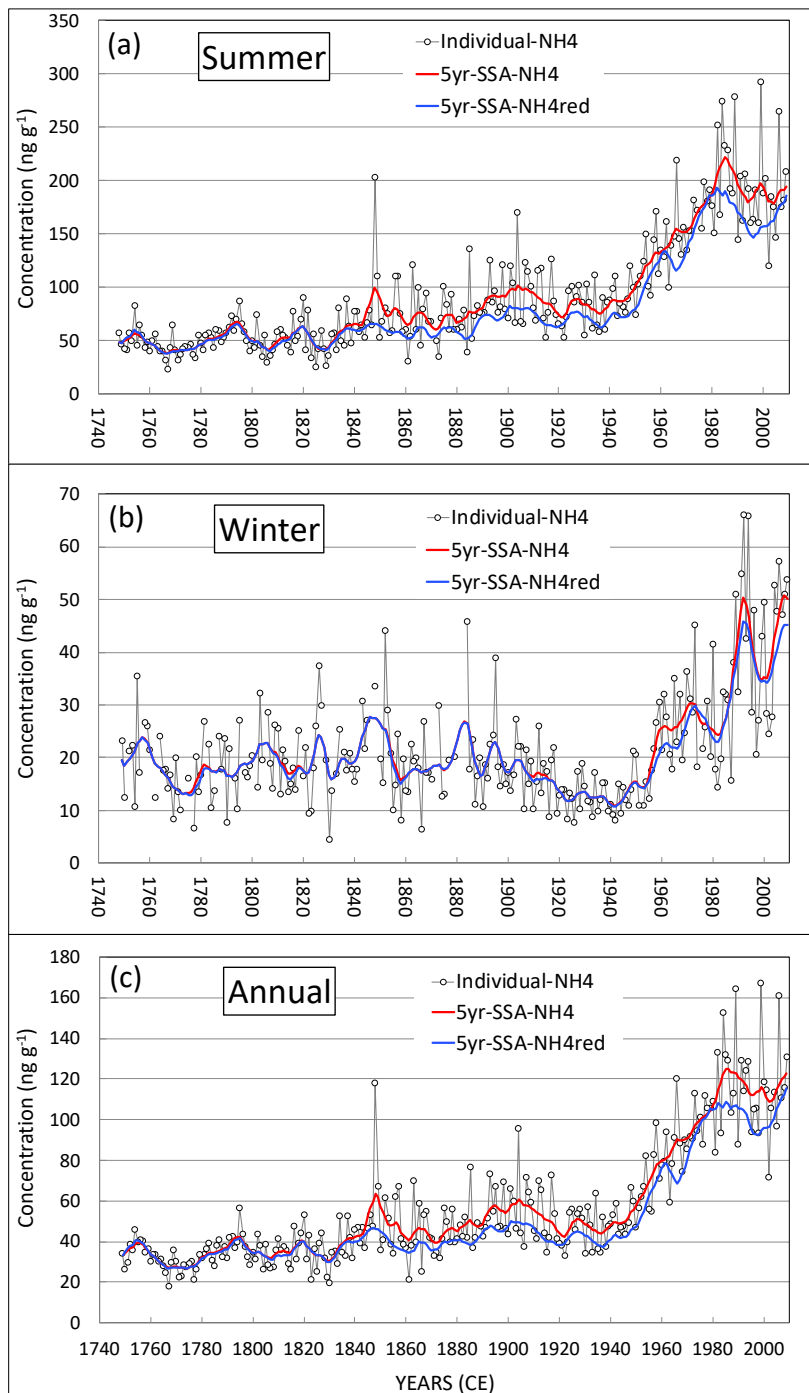 (a)
Summer
Individual-NH4
5yr-SSA-NH4
5yr-SSA-NH4red
Concentration (ng g⁻¹)
350
300
250
200
150
100
50
0
1740 1760 1780 1800 1820 1840 1860 1880 1900 1920 1940 1960 1980 2000
(b)
Winter
Individual-NH4
5yr-SSA-NH4
5yr-SSA-NH4red
Concentration (ng g⁻¹)
70
60
50
40
30
20
10
0
1740 1760 1780 1800 1820 1840 1860 1880 1900 1920 1940 1960 1980 2000
(c)
Annual
Individual-NH4
5yr-SSA-NH4
5yr-SSA-NH4red
Concentration (ng g⁻¹)
180
160
140
120
100
80
60
40
20
0
1740 1760 1780 1800 1820 1840 1860 1880 1900 1920 1940 1960 1980 2000
YEARS (CE)